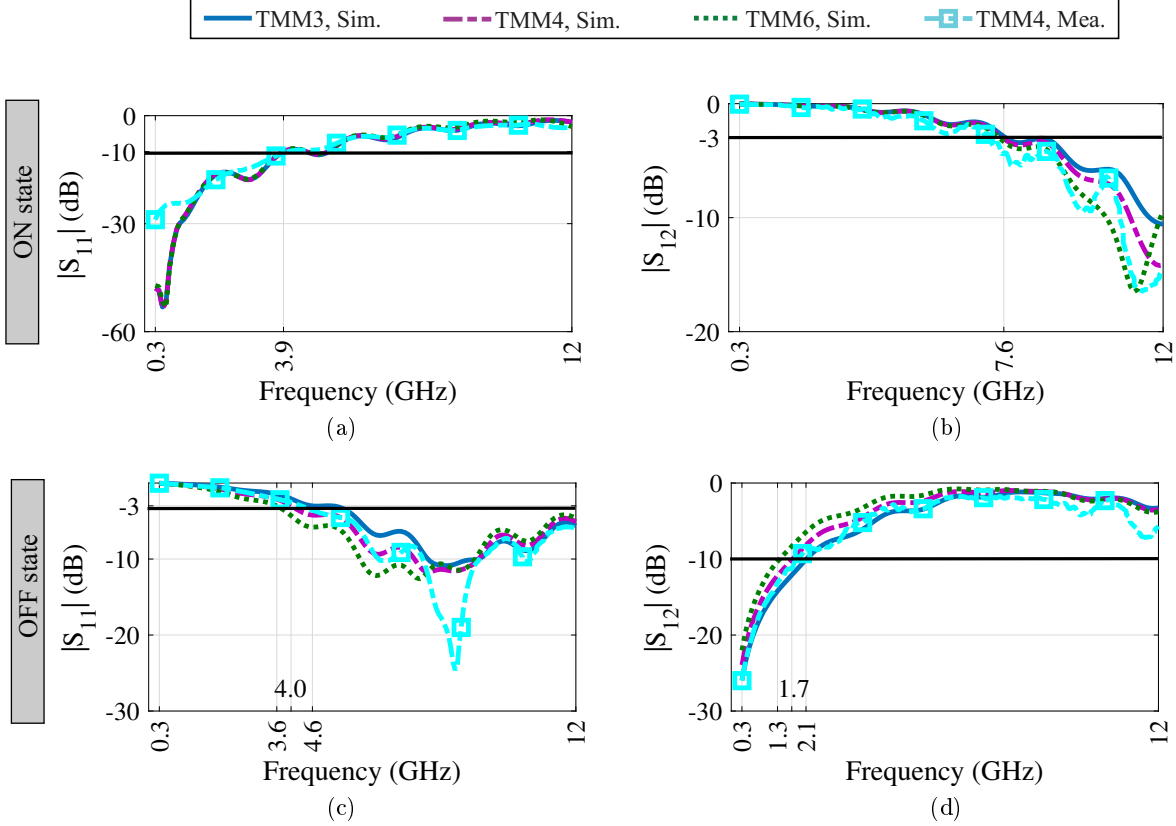 TMM3, Sim. TMM4, Sim. TMM6, Sim. TMM4, Mea.
ON state
|S11| (dB)
0
-10
-30
-60
0.3 3.9 12
Frequency (GHz)
(a)
|S12| (dB)
0
-3
-10
-20
0.3 7.6 12
Frequency (GHz)
(b)
OFF state
|S11| (dB)
-3
-10
-20
-30
4.0
0.3 3.6 4.6 12
Frequency (GHz)
(c)
|S12| (dB)
0
-10
-20
-30
1.7
0.3 1.3 2.1 12
Frequency (GHz)
(d)